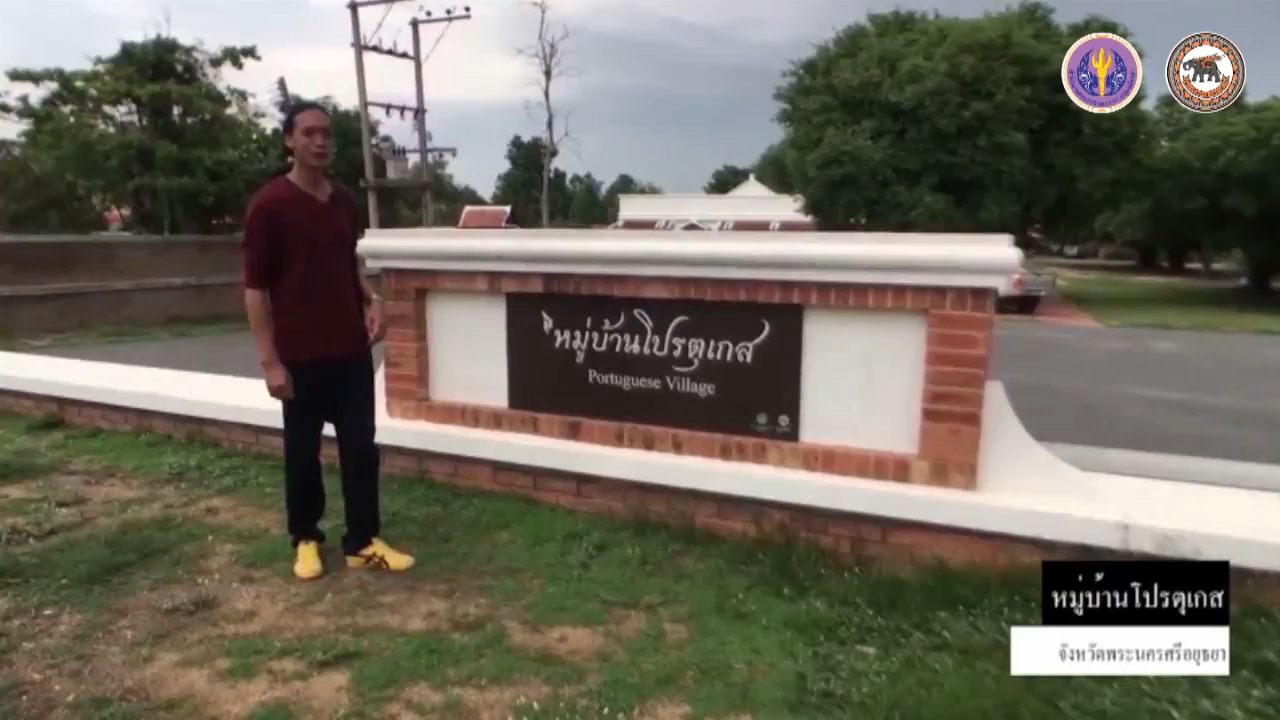 หมู่บ้านโปรตุเกส
Portuguese Village
หมู่บ้านโปรตุเกส
จังหวัดพระนครศรีอยุธยา